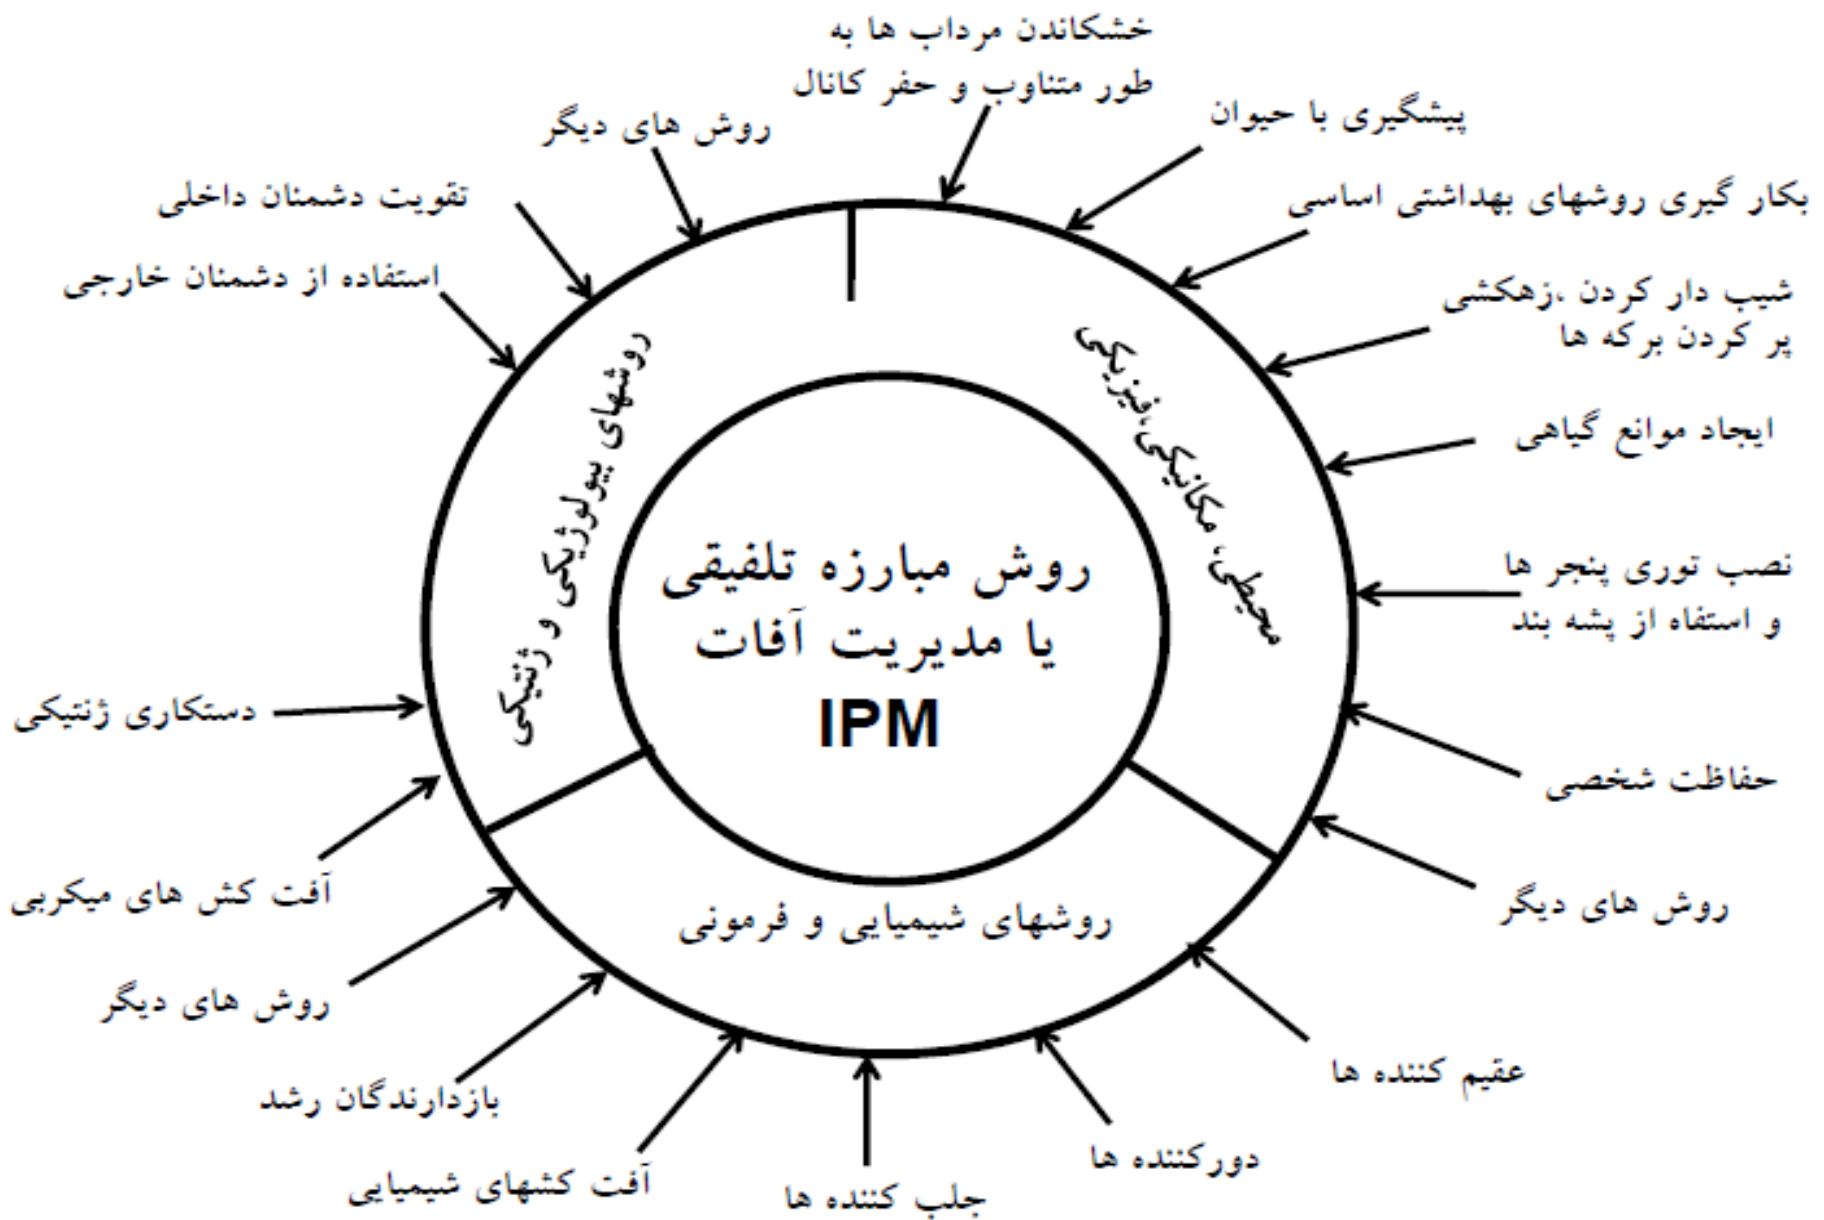 خشکاندن مرداب ها به
طور متناوب و حفر کانال
پیشگیری با حیوان
بکار گیری روشهای بهداشتی اساسی
شیب دار کردن ،زهکشی
پر کردن برکه ها
ایجاد موانع گیاهی
نصب توری پنجر ها
و استفاه از پشه بند
حفاظت شخصی
روش های دیگر
عقیم کننده ها
دورکننده ها
جلب کننده ها
آفت کشهای شیمیایی
بازدارندگان رشد
روش های دیگر
آفت کش های میکربی
دستکاری ژنتیکی
استفاده از دشمنان خارجی
تقویت دشمنان داخلی
روش های دیگر
محیطی، مکانیکی،فیزیکی
روشهای بیولوژیکی و ژنتیکی
روشهای شیمیایی و فرمونی
روش مبارزه تلفیقی
یا مدیریت آفات
IPM